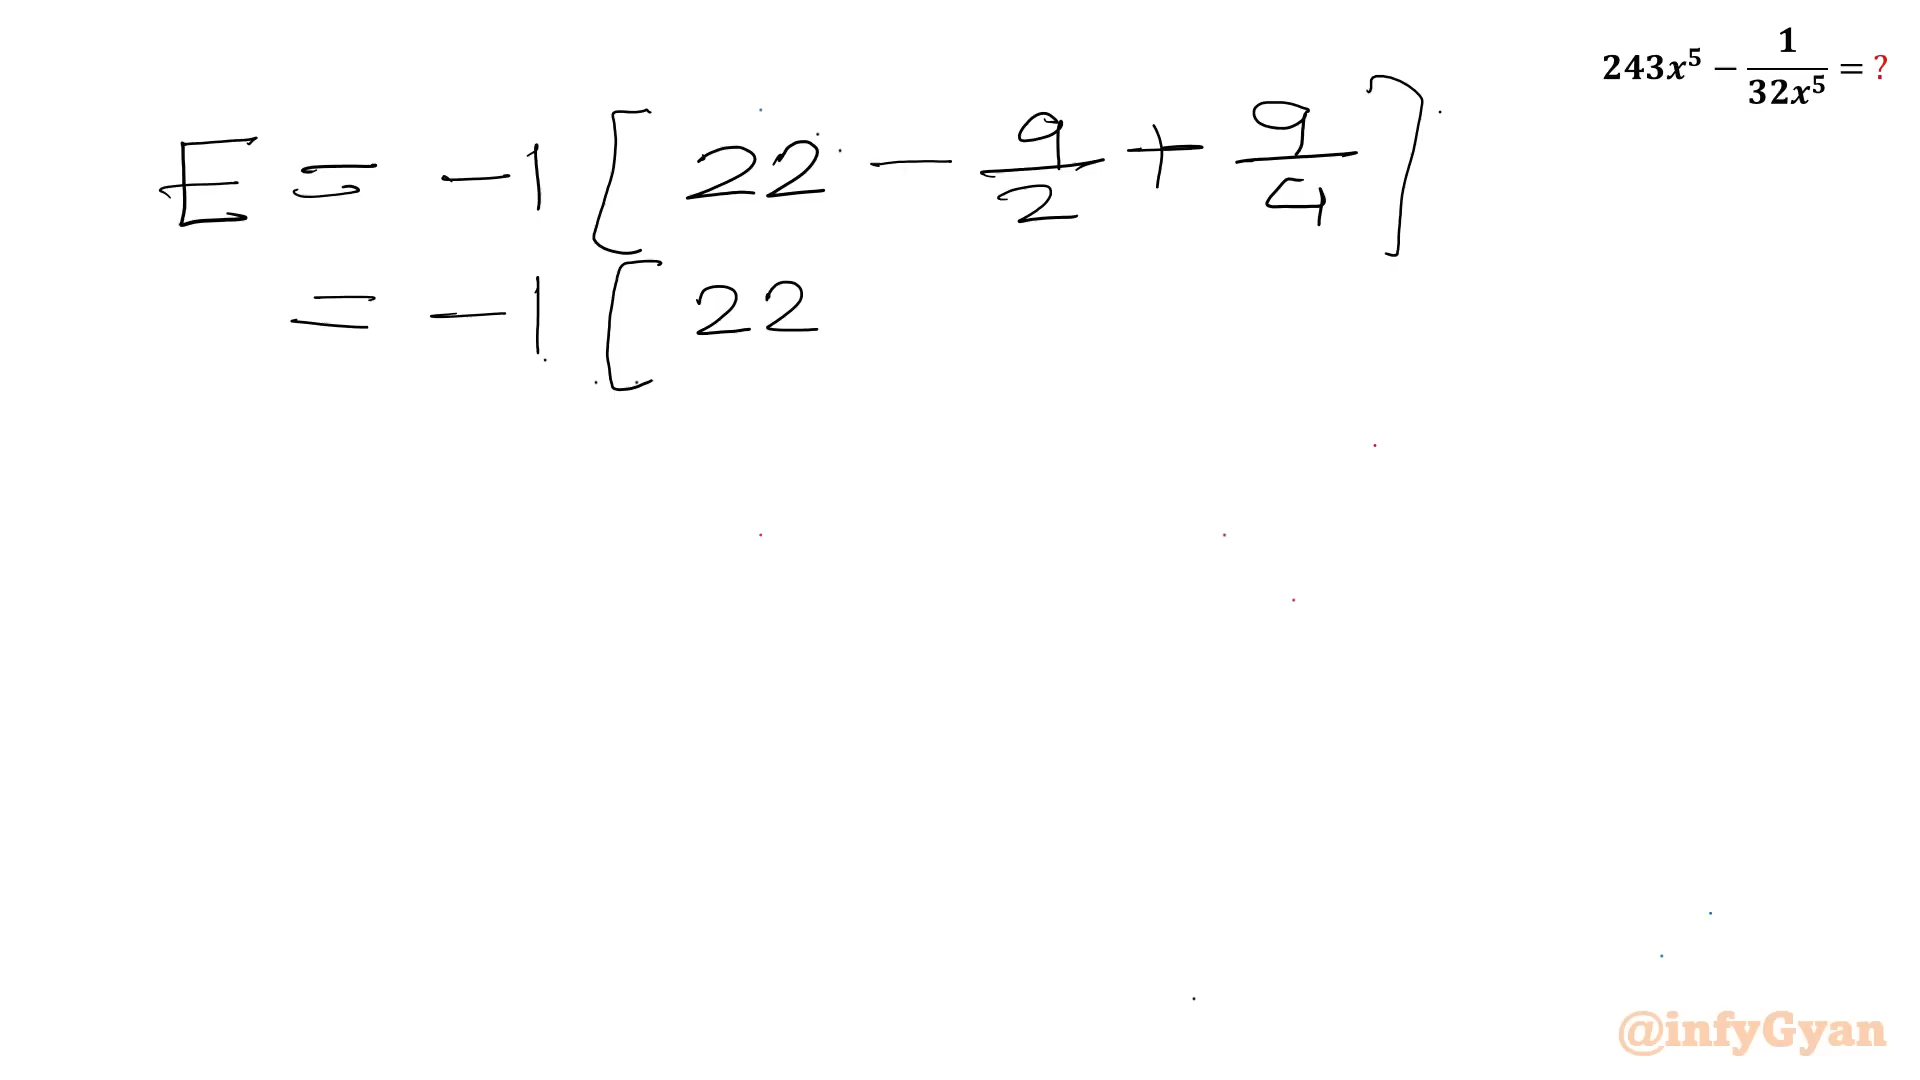 243x⁵ − 1/(32x⁵) = ?
E = −1 [ 22 − 9/2 + 9/4 ]
= −1 [ 22
@infyGyan